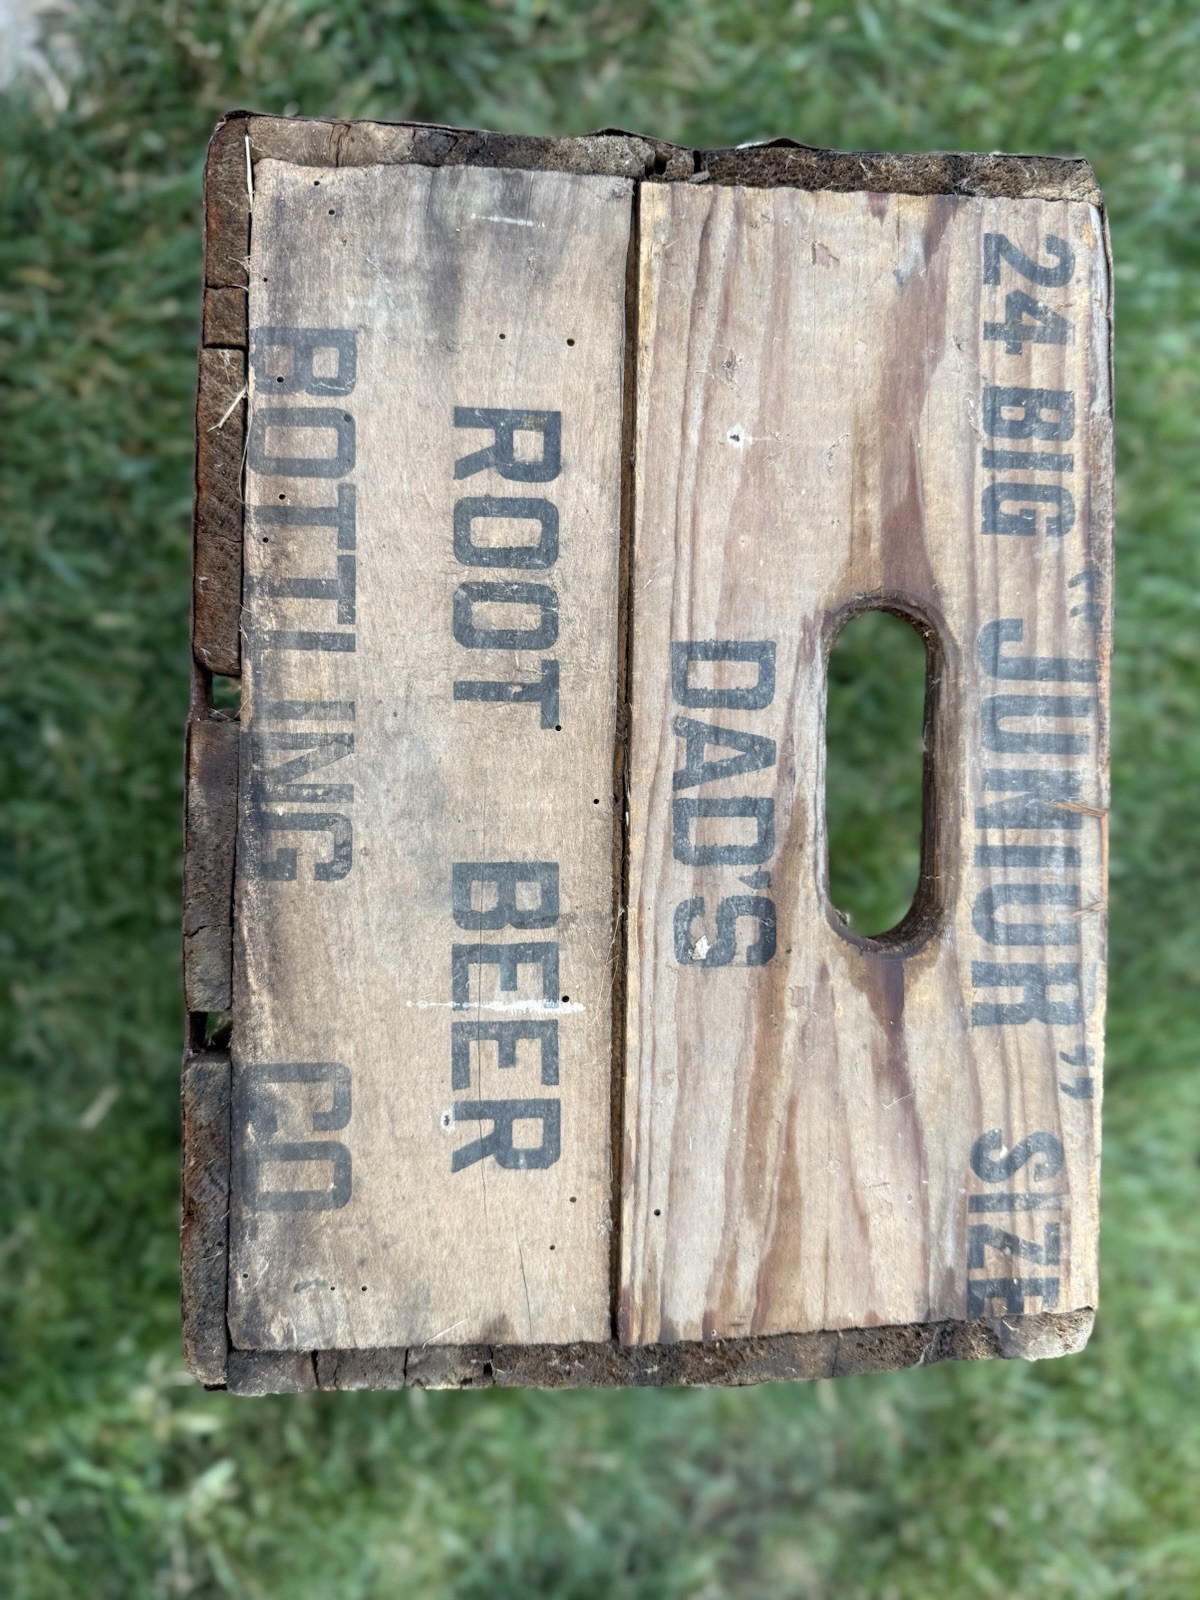 24 BIG “ JUNIOR ” SIZE
DAD'S
ROOT BEER
BOTTLING CO